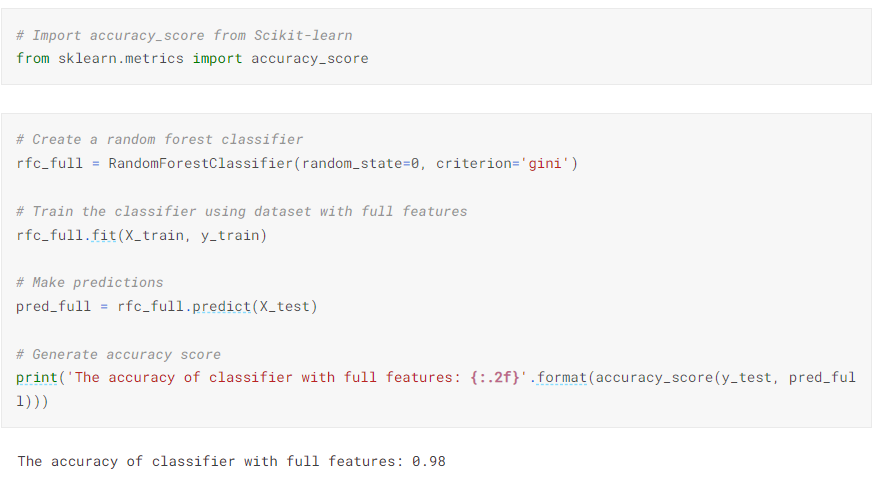 # Import accuracy_score from Scikit-learn
from sklearn.metrics import accuracy_score
# Create a random forest classifier
rfc_full = RandomForestClassifier(random_state=0, criterion='gini')
# Train the classifier using dataset with full features
rfc_full.fit(X_train, y_train)
# Make predictions
pred_full = rfc_full.predict(X_test)
# Generate accuracy score
print('The accuracy of classifier with full features: {:.2f}'.format(accuracy_score(y_test, pred_ful
l)))
The accuracy of classifier with full features: 0.98